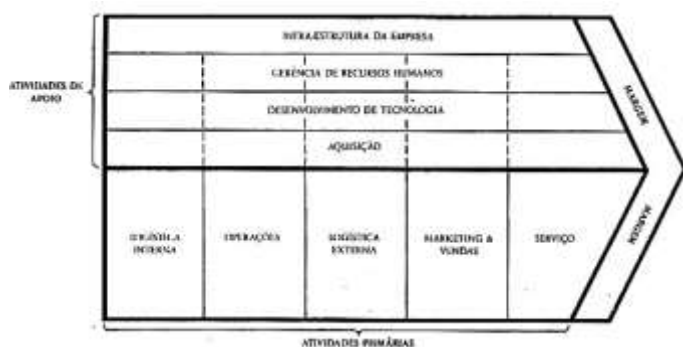 INFRA-ESTRUTURA DA EMPRESA
GERÊNCIA DE RECURSOS HUMANOS
ATIVIDADES DE
APOIO
DESENVOLVIMENTO DE TECNOLOGIA
AQUISIÇÃO
MARGEM
LOGÍSTICA
INTERNA
OPERAÇÕES
LOGÍSTICA
EXTERNA
MARKETING &
VENDAS
SERVIÇO
MARGEM
ATIVIDADES PRIMÁRIAS